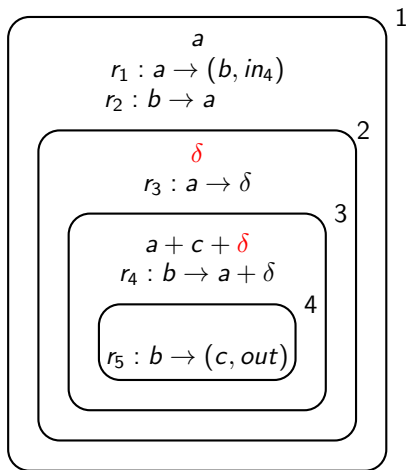 1
a
r₁ : a → (b, in₄)
r₂ : b → a
2
δ
r₃ : a → δ
3
a + c + δ
r₄ : b → a + δ
4
r₅ : b → (c, out)